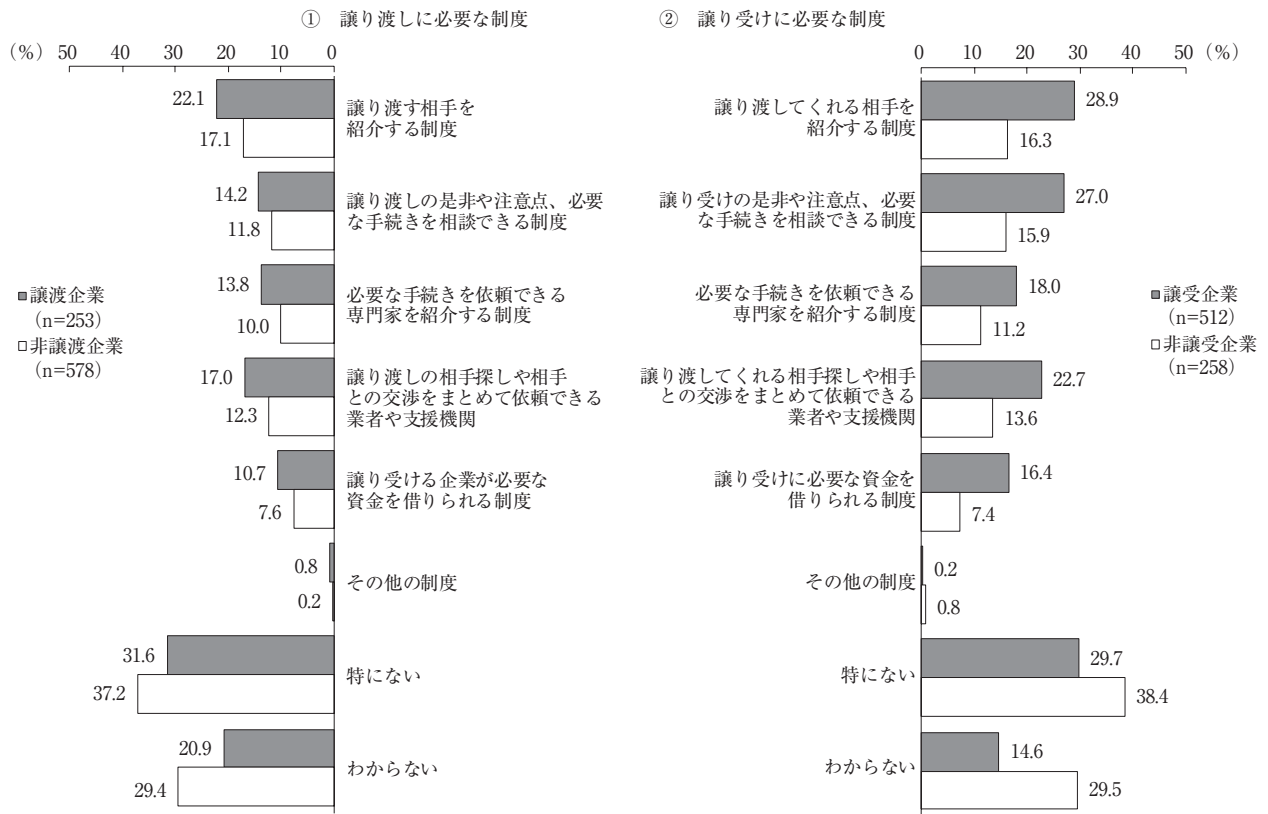 ① 譲り渡しに必要な制度
(%) 50 40 30 20 10 0
22.1
17.1
譲り渡す相手を
紹介する制度
14.2
11.8
譲り渡しの是非や注意点、必要
な手続きを相談できる制度
13.8
10.0
必要な手続きを依頼できる
専門家を紹介する制度
17.0
12.3
譲り渡しの相手探しや相手
との交渉をまとめて依頼できる
業者や支援機関
10.7
7.6
譲り受ける企業が必要な
資金を借りられる制度
0.8
0.2
その他の制度
31.6
37.2
特にない
20.9
29.4
わからない
譲渡企業
(n=253)
非譲渡企業
(n=578)
② 譲り受けに必要な制度
0 10 20 30 40 50 (%)
譲り渡してくれる相手を
紹介する制度
28.9
16.3
譲り受けの是非や注意点、必要
な手続きを相談できる制度
27.0
15.9
必要な手続きを依頼できる
専門家を紹介する制度
18.0
11.2
譲り渡してくれる相手探しや相手
との交渉をまとめて依頼できる
業者や支援機関
22.7
13.6
譲り受けに必要な資金を
借りられる制度
16.4
7.4
その他の制度
0.2
0.8
特にない
29.7
38.4
わからない
14.6
29.5
譲受企業
(n=512)
非譲受企業
(n=258)